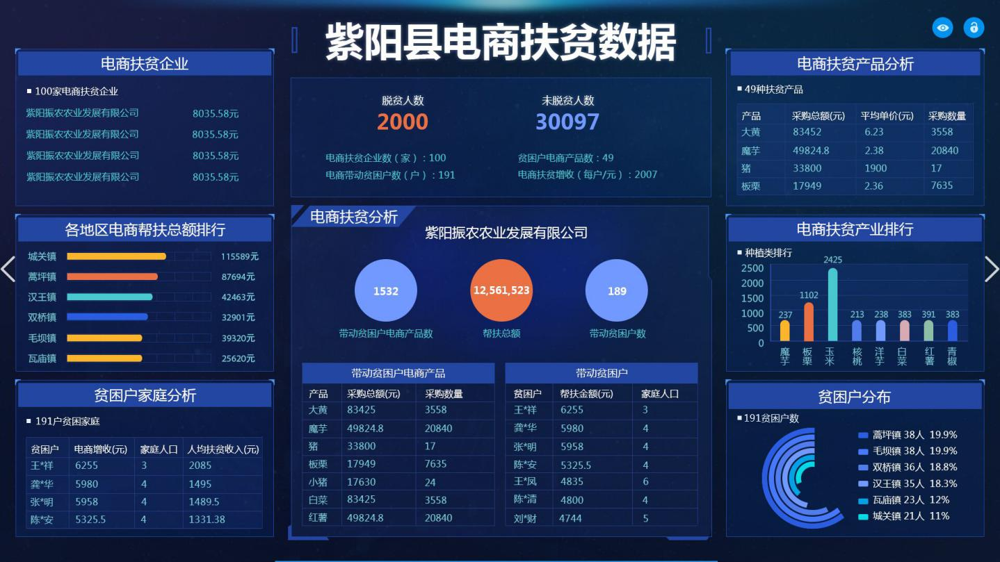 紫阳县电商扶贫数据
电商扶贫企业
100家电商扶贫企业
紫阳振农农业发展有限公司 8035.58元
紫阳振农农业发展有限公司 8035.58元
紫阳振农农业发展有限公司 8035.58元
紫阳振农农业发展有限公司 8035.58元
各地区电商帮扶总额排行
城关镇 115589元
蒿坪镇 87694元
汉王镇 42463元
双桥镇 32901元
毛坝镇 39320元
瓦庙镇 25620元
贫困户家庭分析
191户贫困家庭
贫困户 电商增收(元) 家庭人口 人均扶贫收入(元)
王*祥 6255 3 2085
龚*华 5980 4 1495
张*明 5958 4 1489.5
陈*安 5325.5 4 1331.38
脱贫人数 未脱贫人数
2000 30097
电商扶贫企业数（家）：100 贫困户电商产品数：49
电商带动贫困户数（户）：191 电商扶贫增收（每户/元）：2007
电商扶贫分析
紫阳振农农业发展有限公司
1532 12,561,523 189
带动贫困户电商产品数 帮扶总额 带动贫困户数
带动贫困户电商产品
产品 采购总额(元) 采购数量
大黄 83425 3558
魔芋 49824.8 20840
猪 33800 17
板栗 17949 7635
小猪 17630 24
白菜 83425 3558
红薯 49824.8 20840
带动贫困户
贫困户 帮扶金额(元) 家庭人口
王*祥 6255 3
龚*华 5980 4
张*明 5958 4
陈*安 5325.5 4
王*凤 4835 6
陈*清 4800 4
刘*财 4744 5
电商扶贫产品分析
49种扶贫产品
产品 采购总额(元) 平均单价(元) 采购数量
大黄 83452 6.23 3558
魔芋 49824.8 2.38 20840
猪 33800 1900 17
板栗 17949 2.36 7635
电商扶贫产业排行
种植类排行
2500
2000
1500
1000
500
0
237 1102 2425 213 238 383 391 383
魔芋 板栗 玉米 核桃 洋芋 白菜 红薯 青椒
贫困户分布
191贫困户数
蒿坪镇 38人 19.9%
毛坝镇 38人 19.9%
双桥镇 36人 18.8%
汉王镇 35人 18.3%
瓦庙镇 23人 12%
城关镇 21人 11%